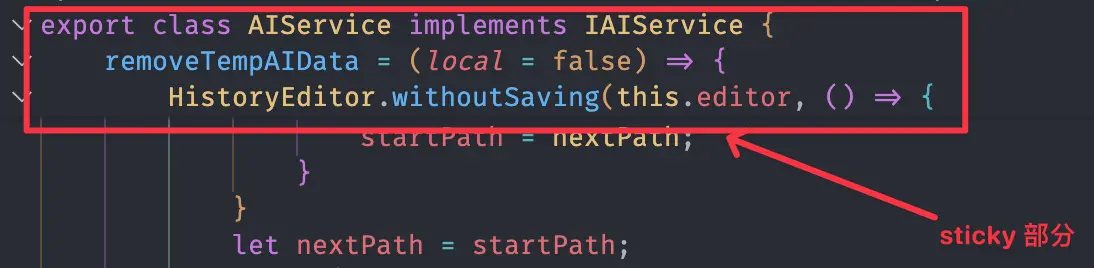 export class AIService implements IAIService {
removeTempAIData = (local = false) => {
HistoryEditor.withoutSaving(this.editor, () => {
startPath = nextPath;
}
}
let nextPath = startPath;
sticky 部分